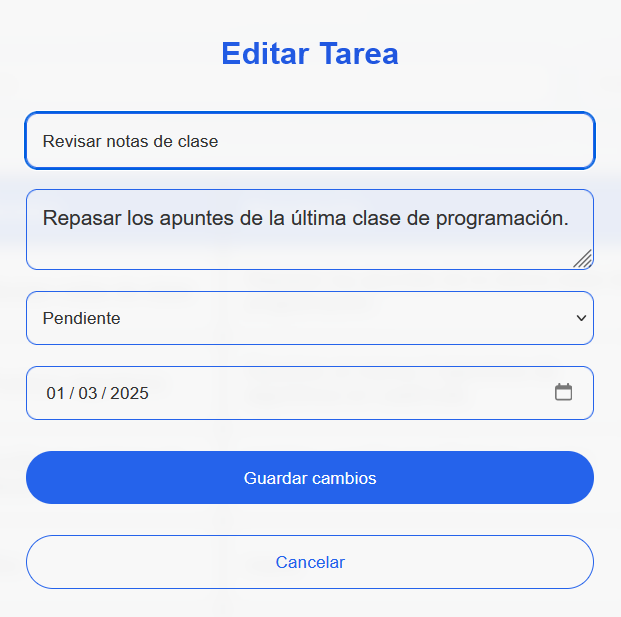 Editar Tarea
Revisar notas de clase
Repasar los apuntes de la última clase de programación.
Pendiente
01 / 03 / 2025
Guardar cambios
Cancelar